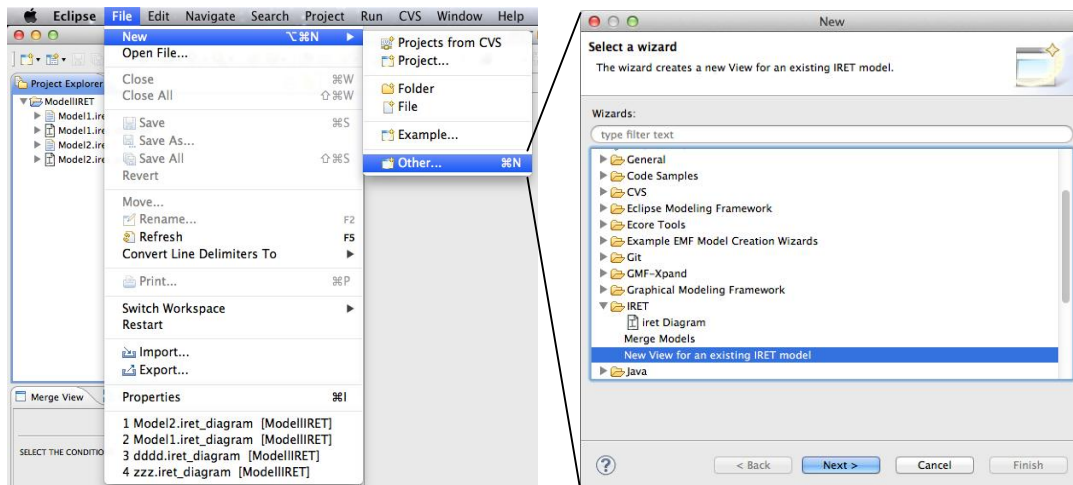 Eclipse File Edit Navigate Search Project Run CVS Window Help
New ⌥⌘N ▶
Open File...
Close ⌘W
Close All ⇧⌘W
Save ⌘S
Save As...
Save All ⇧⌘S
Revert
Move...
Rename... F2
Refresh F5
Convert Line Delimiters To ▶
Print... ⌘P
Switch Workspace ▶
Restart
Import...
Export...
Properties ⌘I
1 Model2.iret_diagram [ModelIIRET]
2 Model1.iret_diagram [ModelIIRET]
3 dddd.iret_diagram [ModelIIRET]
4 zzz.iret_diagram [ModelIIRET]
Projects from CVS
Project...
Folder
File
Example...
Other... ⌘N
Project Explorer
ModelIIRET
Model1.ire
Model1.ire
Model2.ire
Model2.ire
Merge View
SELECT THE CONDITIO
New
Select a wizard
The wizard creates a new View for an existing IRET model.
Wizards:
type filter text
General
Code Samples
CVS
Eclipse Modeling Framework
Ecore Tools
Example EMF Model Creation Wizards
Git
GMF-Xpand
Graphical Modeling Framework
IRET
iret Diagram
Merge Models
New View for an existing IRET model
Java
? < Back Next > Cancel Finish